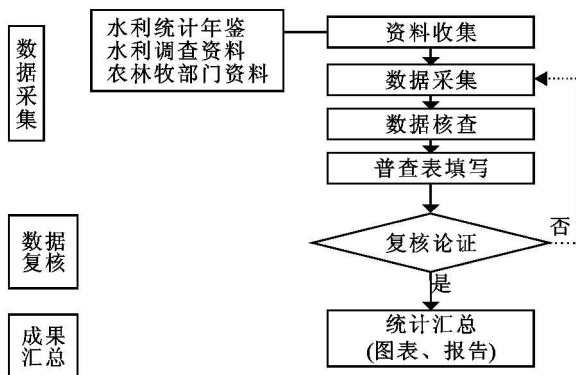 水利统计年鉴
水利调查资料
农林牧部门资料
资料收集
数据采集
数据采集
数据核查
普查表填写
数据复核
复核论证
否
是
成果汇总
统计汇总
(图表、报告)